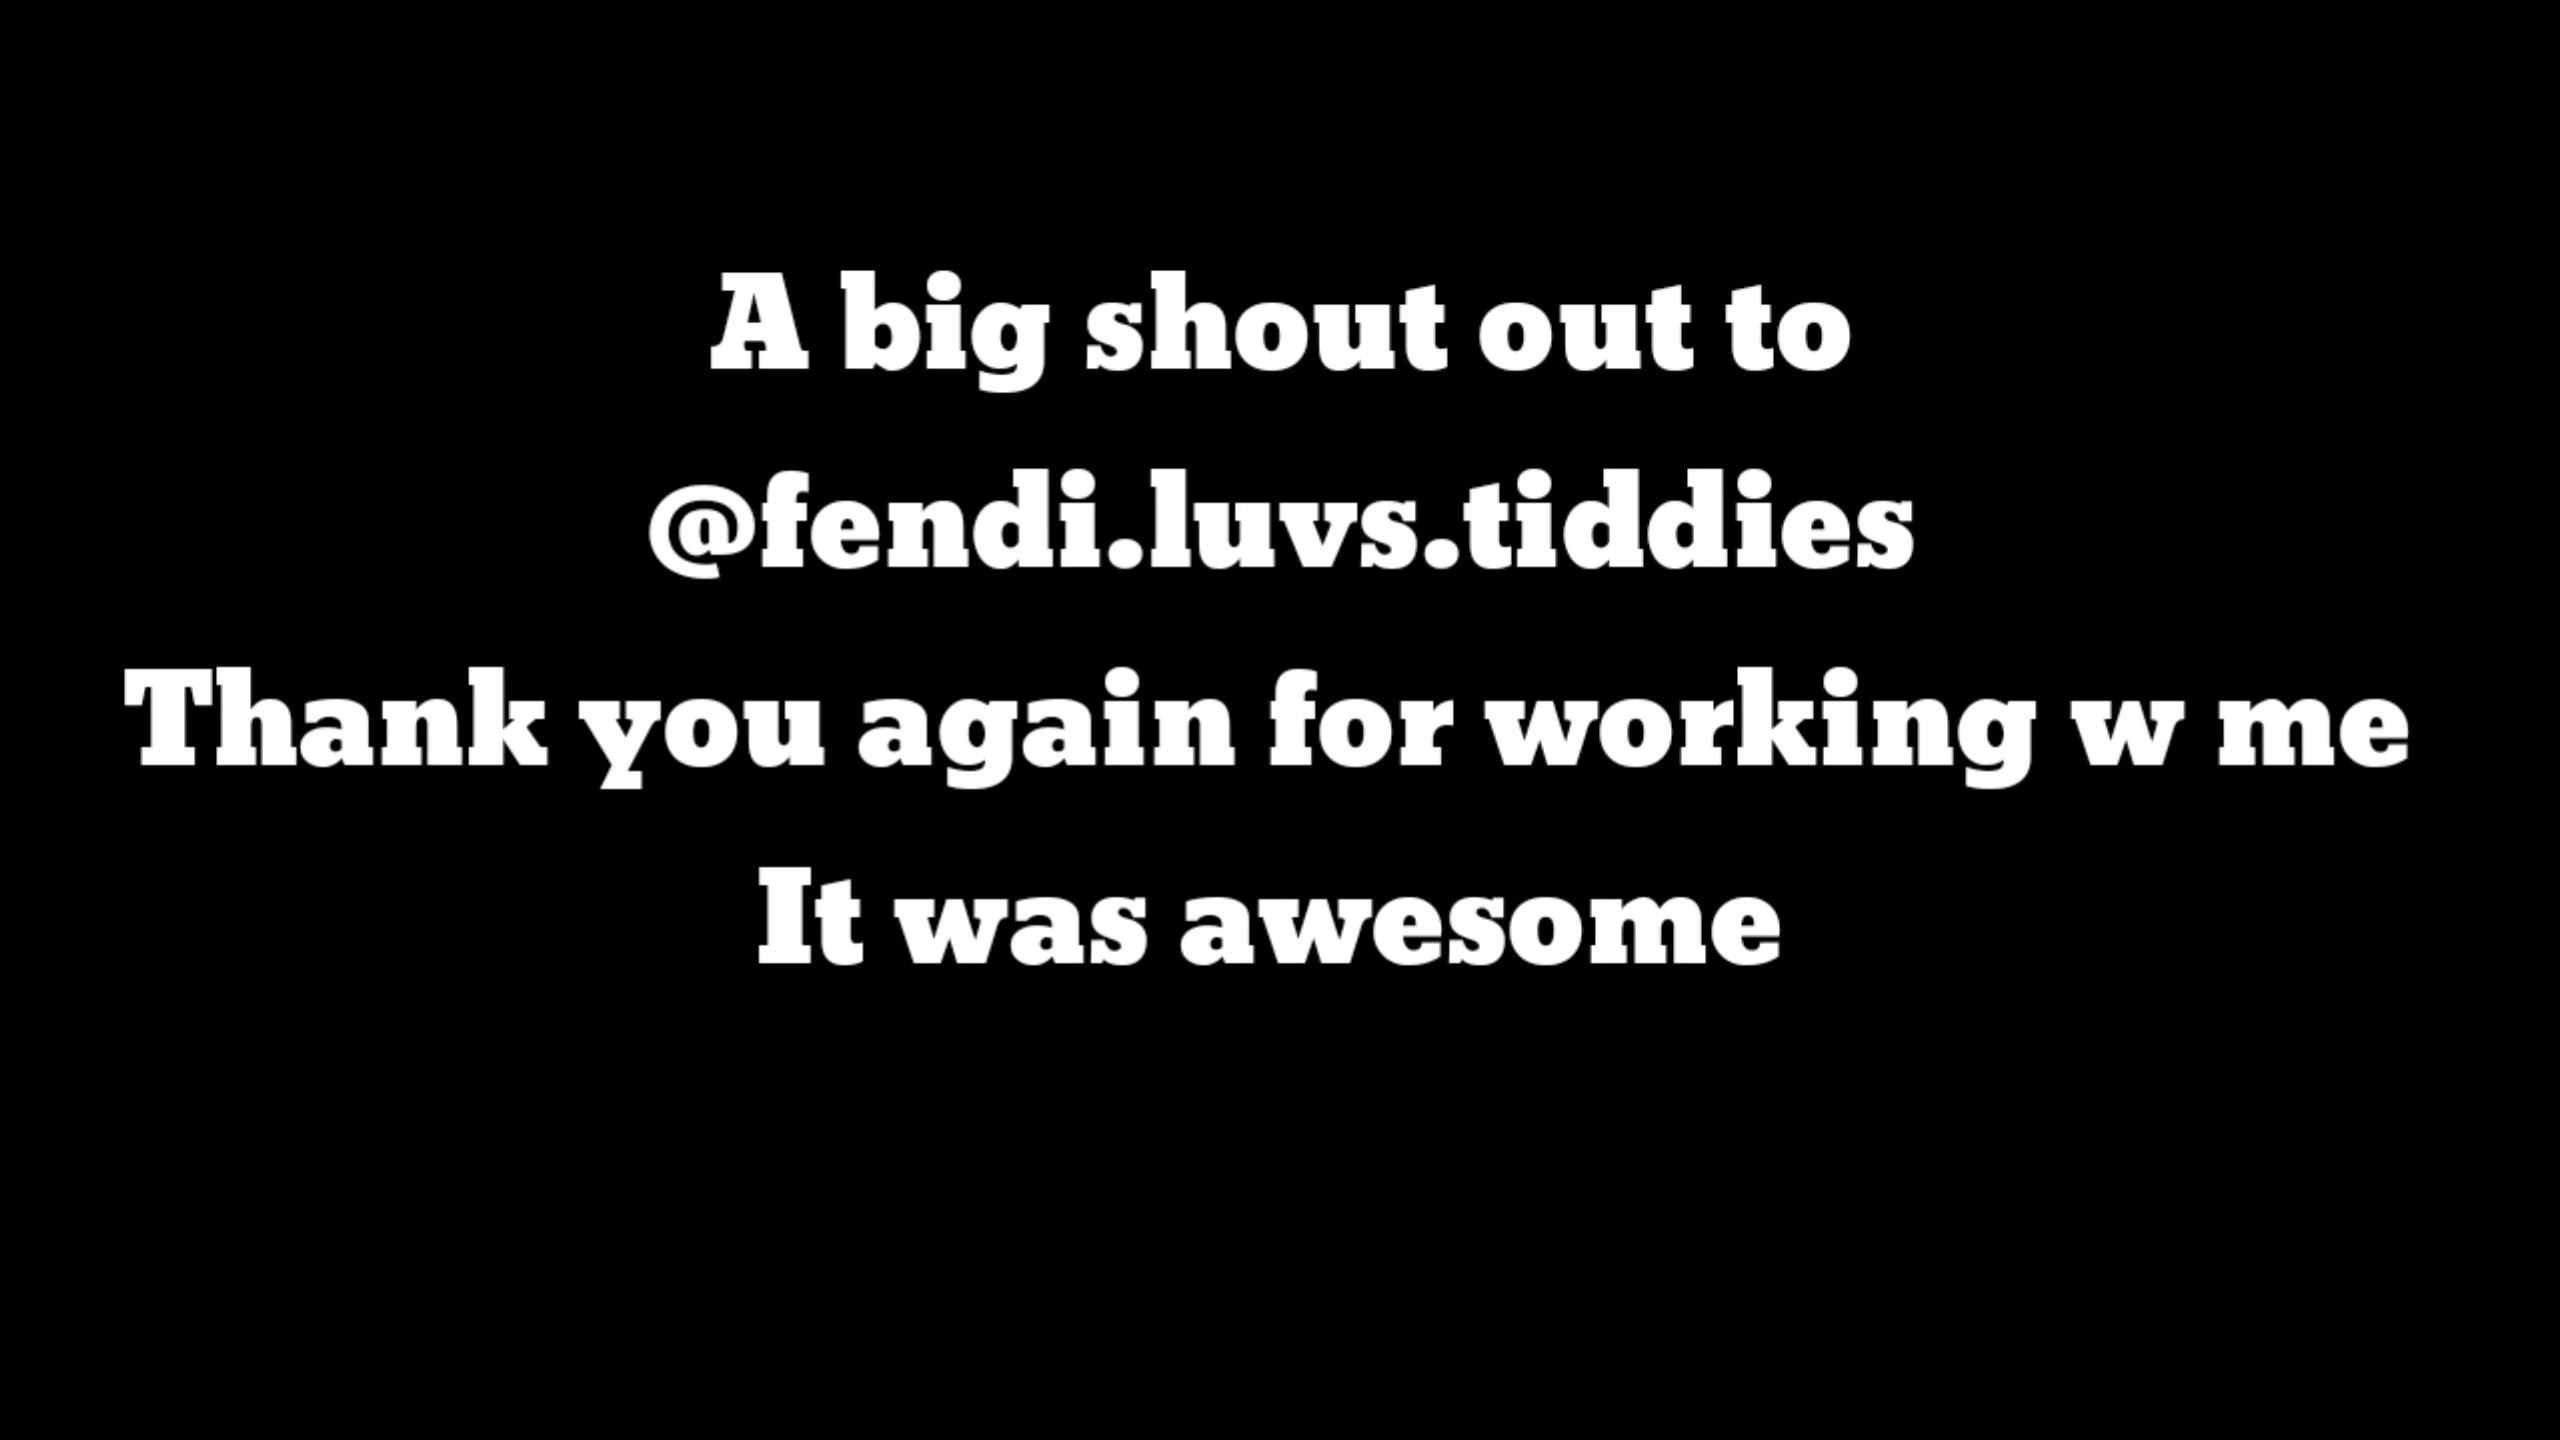 A big shout out to
@fendi.luvs.tiddies
Thank you again for working w me
It was awesome